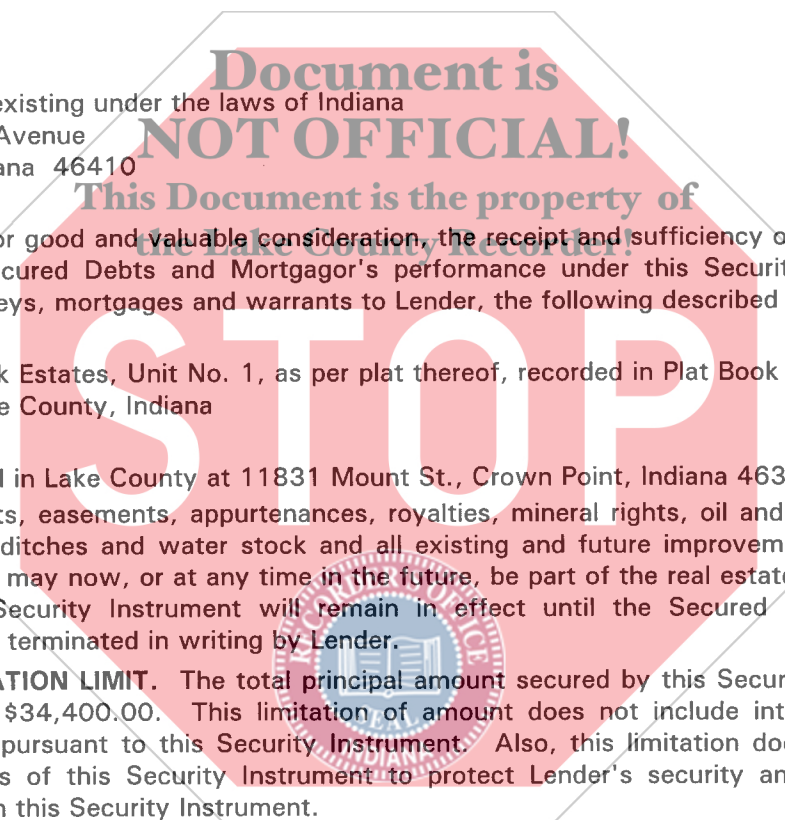 Document is
existing under the laws of Indiana
Avenue
NOT OFFICIAL!
ana 46410
This Document is the property of
or good and valuable consideration, the receipt and sufficiency o
the Lake County Recorder!
cured Debts and Mortgagor's performance under this Securit
eys, mortgages and warrants to Lender, the following described
STOP
k Estates, Unit No. 1, as per plat thereof, recorded in Plat Book
e County, Indiana
l in Lake County at 11831 Mount St., Crown Point, Indiana 463
ts, easements, appurtenances, royalties, mineral rights, oil and
ditches and water stock and all existing and future improvem
may now, or at any time in the future, be part of the real estate
Security Instrument will remain in effect until the Secured
terminated in writing by Lender.
RECORDER'S OFFICE
SEAL
INDIANA
ATION LIMIT. The total principal amount secured by this Secur
$34,400.00. This limitation of amount does not include int
pursuant to this Security Instrument. Also, this limitation doe
s of this Security Instrument to protect Lender's security an
n this Security Instrument.